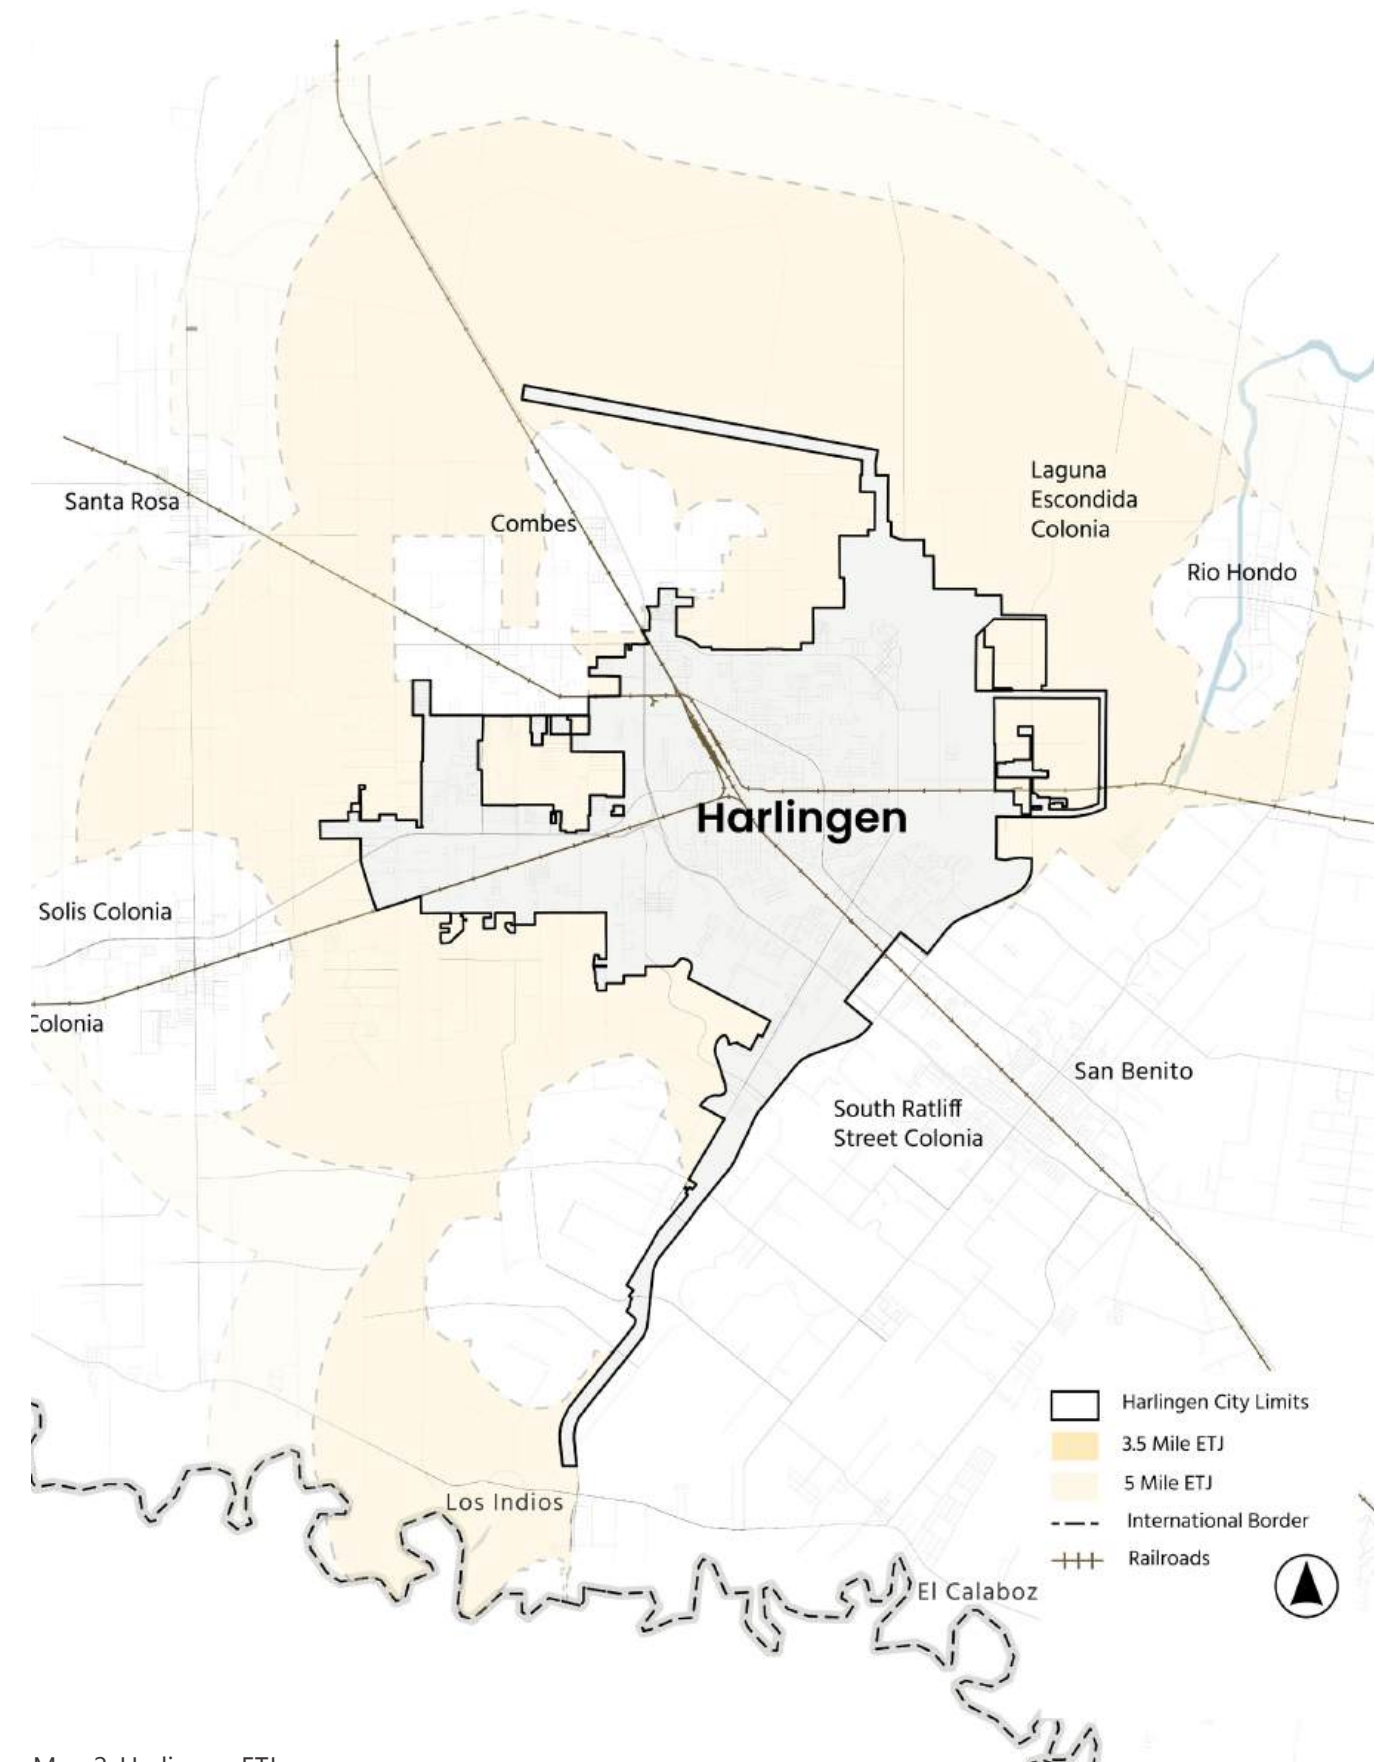 Laguna
Escondida
Colonia
Santa Rosa
Combes
Rio Hondo
Harlingen
Solis Colonia
Colonia
San Benito
South Ratliff
Street Colonia
Harlingen City Limits
3.5 Mile ETJ
5 Mile ETJ
International Border
Railroads
Los Indios
El Calaboz